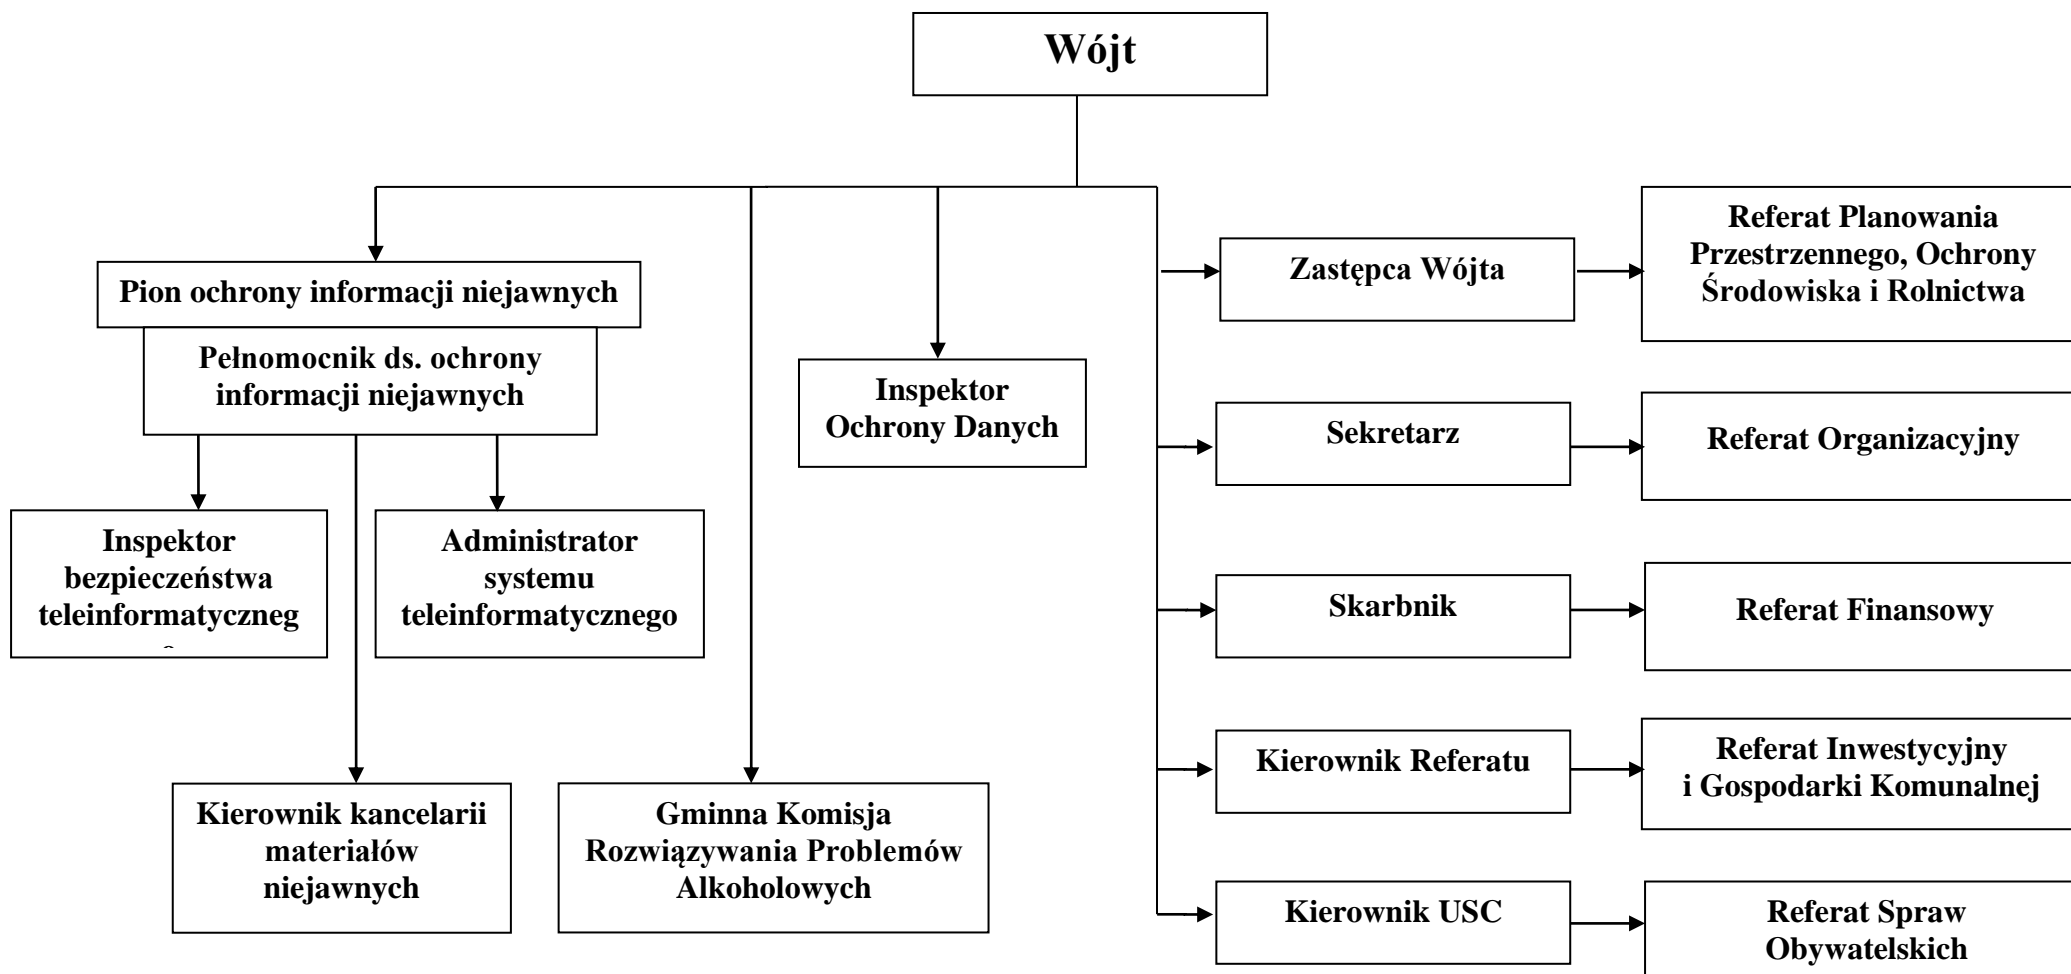 Wójt
Pion ochrony informacji niejawnych
Pełnomocnik ds. ochrony
informacji niejawnych
Inspektor
bezpieczeństwa
teleinformatyczneg
Administrator
systemu
teleinformatycznego
Kierownik kancelarii
materiałów
niejawnych
Gminna Komisja
Rozwiązywania Problemów
Alkoholowych
Inspektor
Ochrony Danych
Zastępca Wójta
Referat Planowania
Przestrzennego, Ochrony
Środowiska i Rolnictwa
Sekretarz
Referat Organizacyjny
Skarbnik
Referat Finansowy
Kierownik Referatu
Referat Inwestycyjny
i Gospodarki Komunalnej
Kierownik USC
Referat Spraw
Obywatelskich